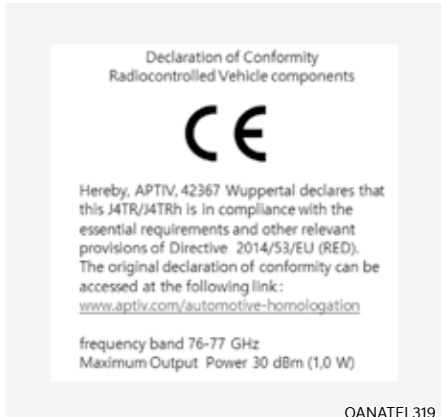 Declaration of Conformity
Radiocontrolled Vehicle components
CE
Hereby, APTIV, 42367 Wuppertal declares that
this J4TR/J4TRh is in compliance with the
essential requirements and other relevant
provisions of Directive 2014/53/EU (RED).
The original declaration of conformity can be
accessed at the following link :
www.aptiv.com/automotive-homologation
frequency band 76-77 GHz
Maximum Output Power 30 dBm (1,0 W)
OANATEL319